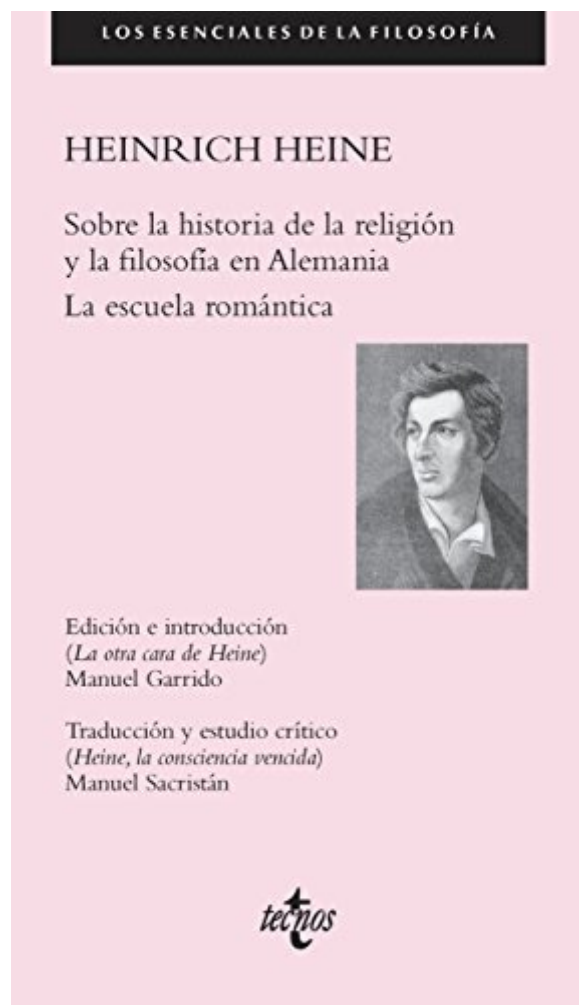 LOS ESENCIALES DE LA FILOSOFÍA
HEINRICH HEINE
Sobre la historia de la religión
y la filosofía en Alemania
La escuela romántica
Edición e introducción
(La otra cara de Heine)
Manuel Garrido
Traducción y estudio crítico
(Heine, la consciencia vencida)
Manuel Sacristán
tecnos